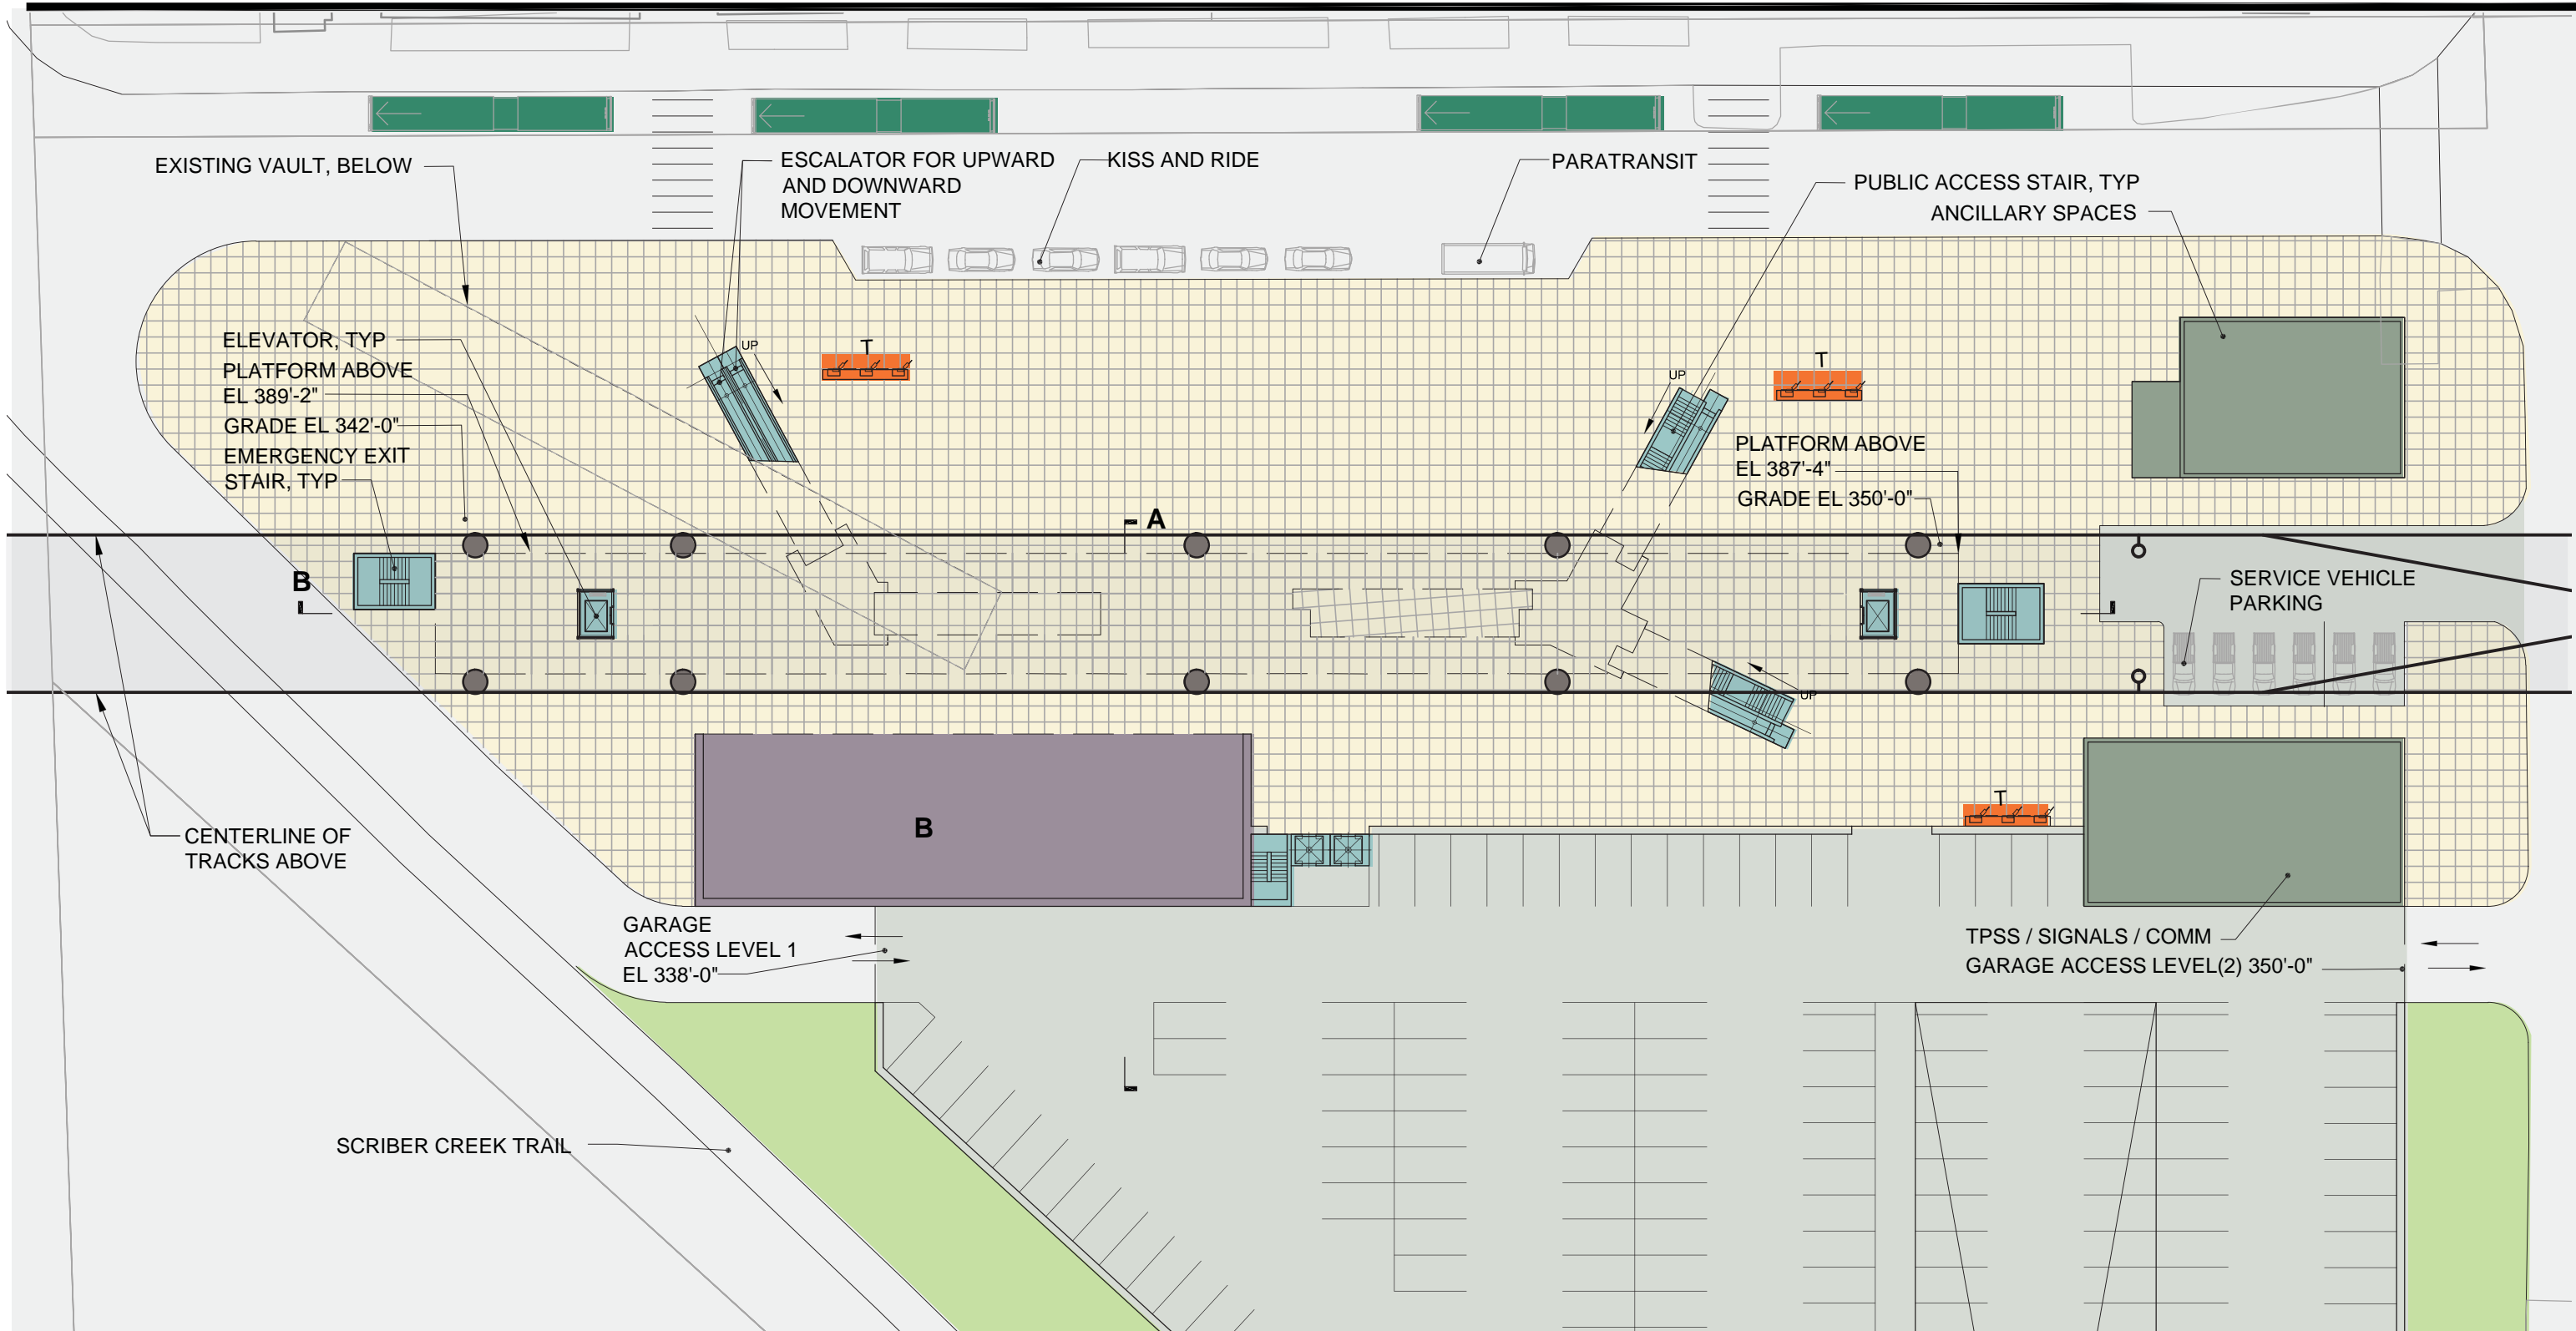 EXISTING VAULT, BELOW
ESCALATOR FOR UPWARD
AND DOWNWARD
MOVEMENT
KISS AND RIDE
PARATRANSIT
PUBLIC ACCESS STAIR, TYP
ANCILLARY SPACES
ELEVATOR, TYP
PLATFORM ABOVE
EL 389'-2"
GRADE EL 342'-0"
EMERGENCY EXIT
STAIR, TYP
UP
T
UP
T
PLATFORM ABOVE
EL 387'-4"
GRADE EL 350'-0"
A
B
SERVICE VEHICLE
PARKING
UP
T
B
CENTERLINE OF
TRACKS ABOVE
GARAGE
ACCESS LEVEL 1
EL 338'-0"
TPSS / SIGNALS / COMM
GARAGE ACCESS LEVEL(2) 350'-0"
SCRIBER CREEK TRAIL